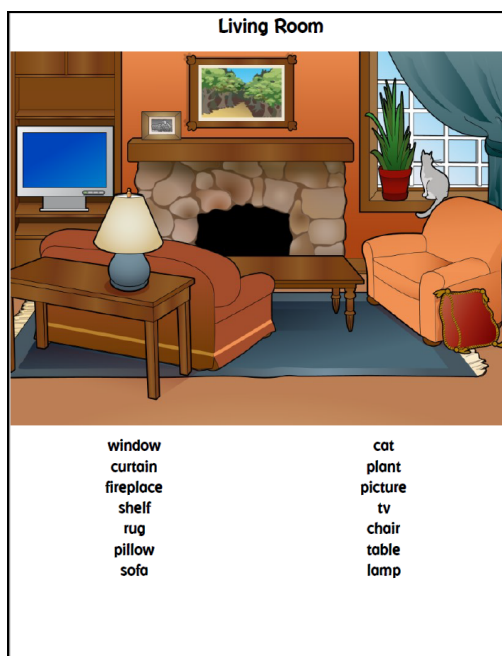 Living Room
window
curtain
fireplace
shelf
rug
pillow
sofa
cat
plant
picture
tv
chair
table
lamp